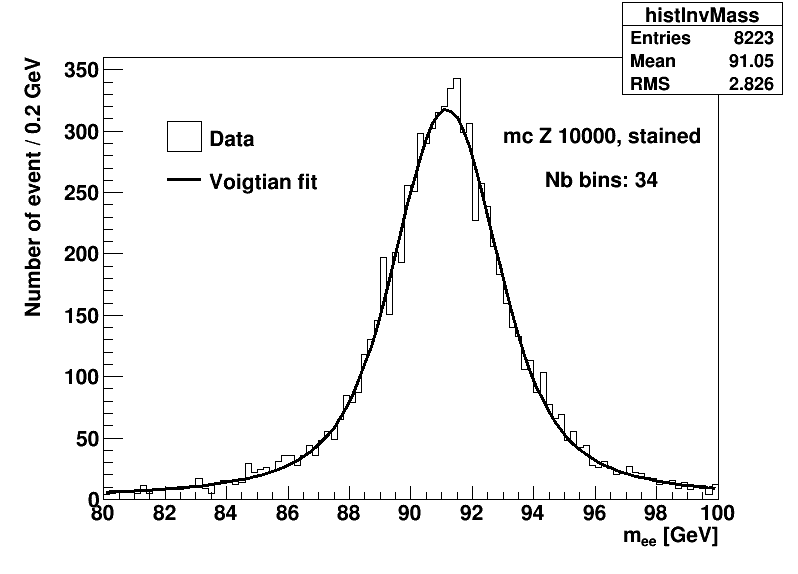 histInvMass
Entries 8223
Mean 91.05
RMS 2.826
Number of event / 0.2 GeV
350
300
250
200
150
100
50
0
Data
Voigtian fit
mc Z 10000, stained
Nb bins: 34
80 82 84 86 88 90 92 94 96 98 100
mee [GeV]